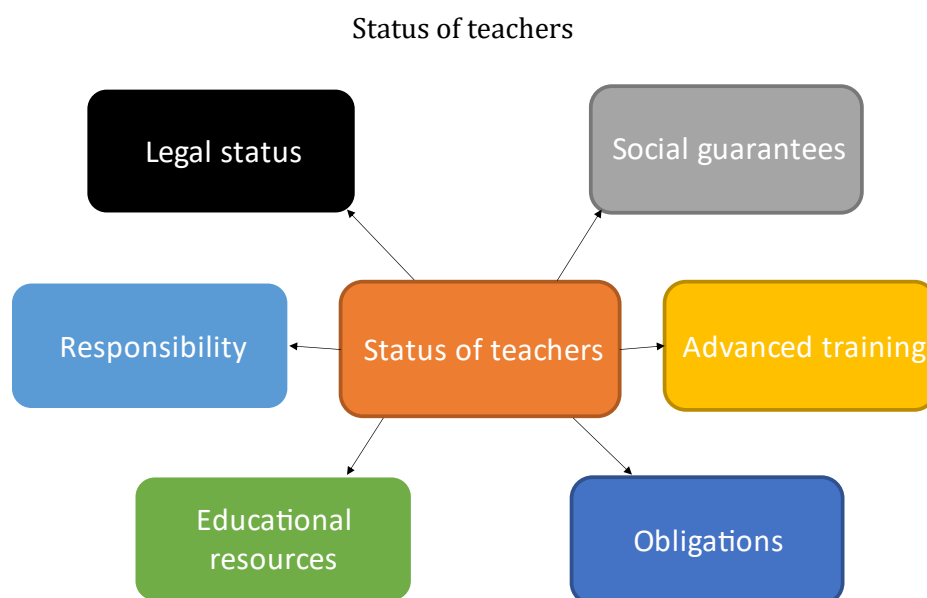 Status of teachers
Legal status
Social guarantees
Responsibility
Status of teachers
Advanced training
Educational
resources
Obligations